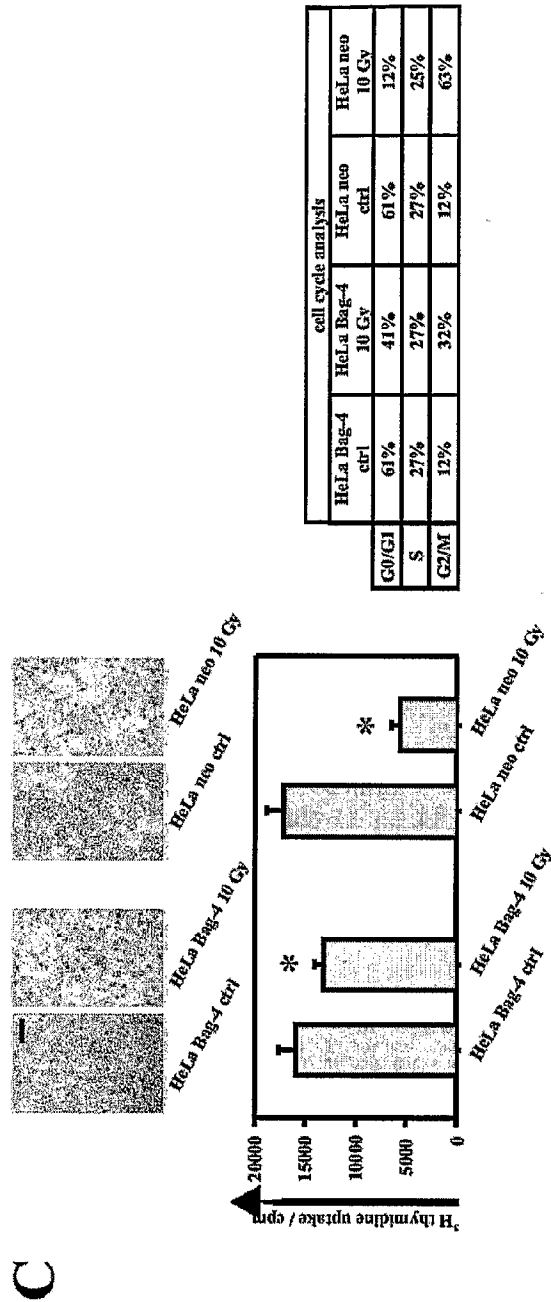 C
HeLa Bag-4 ctrl
HeLa Bag-4 10 Gy
HeLa neo ctrl
HeLa neo 10 Gy
³H thymidine uptake / cpm
20000
15000
10000
5000
0
*
*
HeLa Bag-4 ctrl
HeLa Bag-4 10 Gy
HeLa neo ctrl
HeLa neo 10 Gy
cell cycle analysis
HeLa Bag-4 ctrl HeLa Bag-4 10 Gy HeLa neo ctrl HeLa neo 10 Gy
G0/G1 61% 41% 61% 12%
S 27% 27% 27% 25%
G2/M 12% 32% 12% 63%